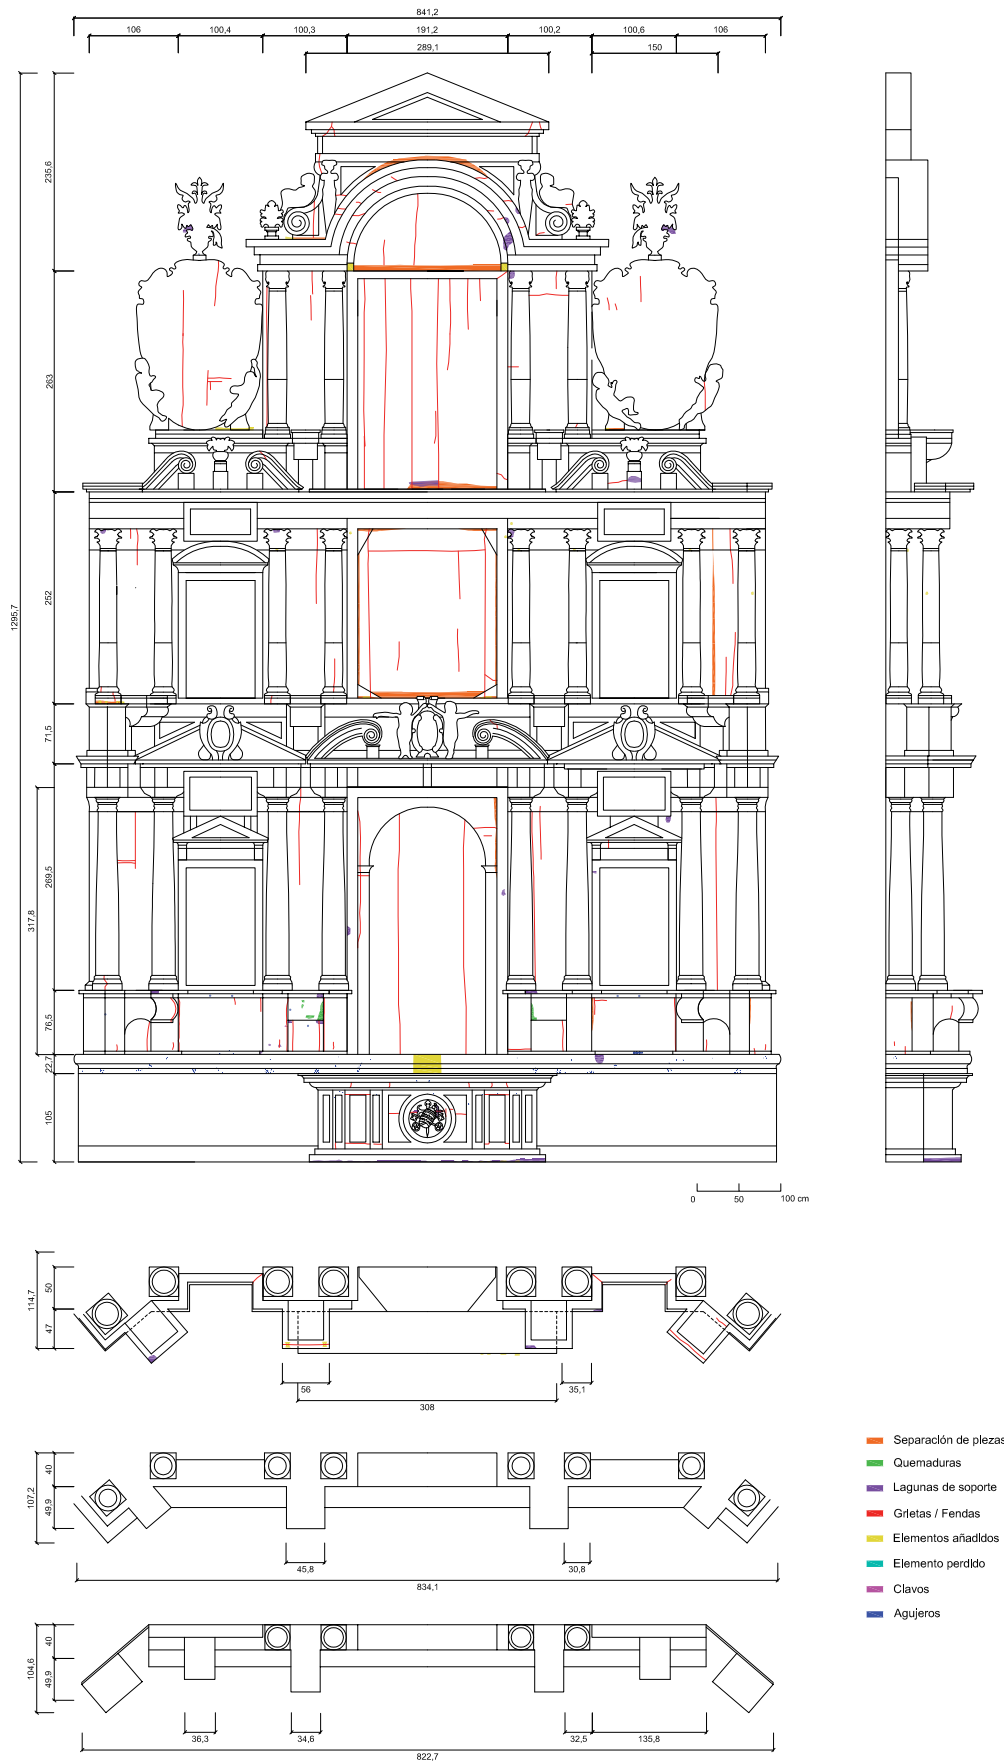 841,2
106 100,4 100,3 191,2 100,2 100,6 106
289,1 150
235,6
263
1295,7
252
71,5
269,5
317,8
76,5
22,7
105
0 50 100 cm
114,7
50
47
56 35,1
308
107,2
40
49,9
45,8 30,8
834,1
104,6
40
49,9
36,3 34,6 32,5 135,8
822,7
Separación de piezas
Quemaduras
Lagunas de soporte
Grietas / Fendas
Elementos añadidos
Elemento perdido
Clavos
Agujeros